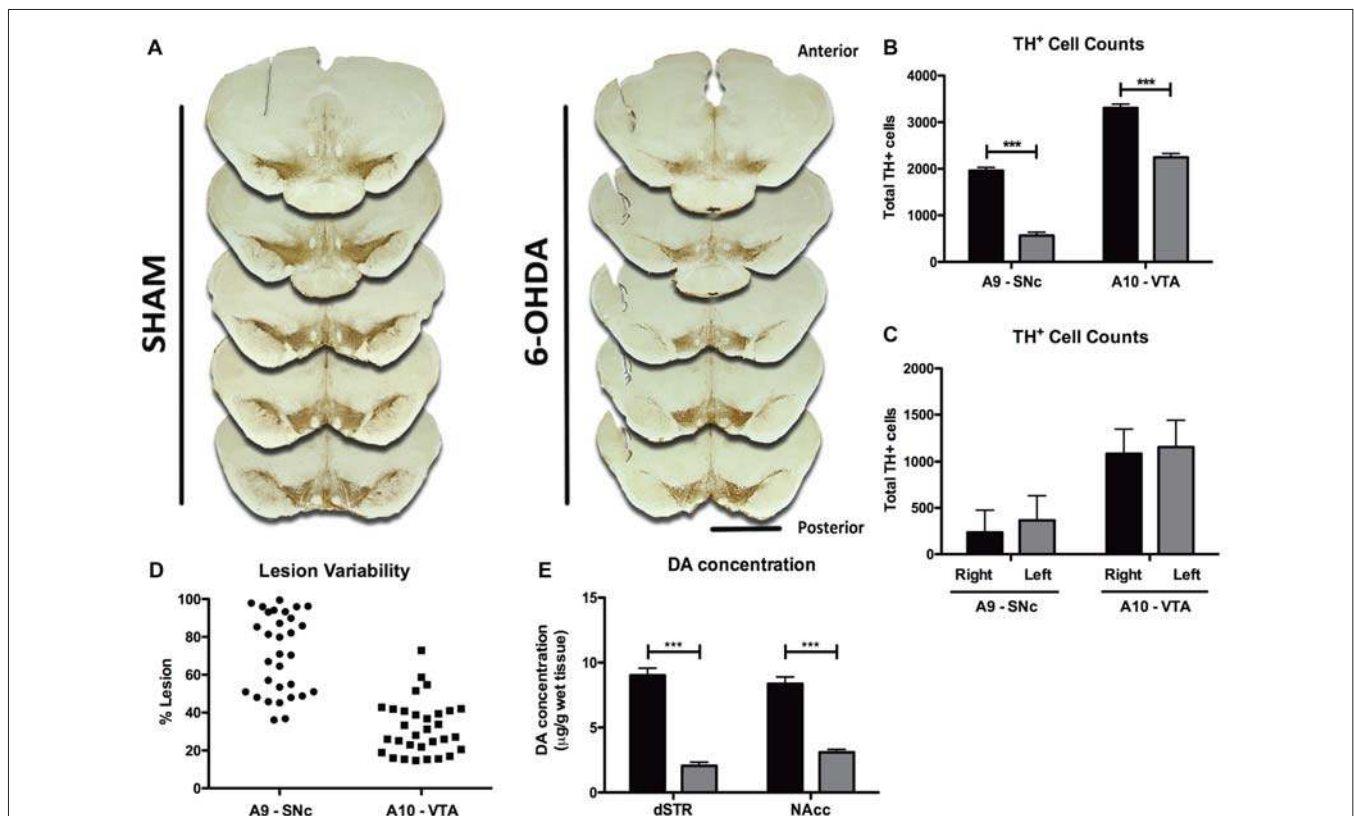 A
SHAM
6-OHDA
Anterior
Posterior
B
TH+ Cell Counts
Total TH+ cells
4000
3000
2000
1000
0
***
***
A9 - SNc
A10 - VTA
C
TH+ Cell Counts
Total TH+ cells
2000
1500
1000
500
0
Right Left
Right Left
A9 - SNc
A10 - VTA
D
Lesion Variability
% Lesion
100
80
60
40
20
0
A9 - SNc
A10 - VTA
E
DA concentration
DA concentration
(µg/g wet tissue)
15
10
5
0
***
***
dSTR
NAcc